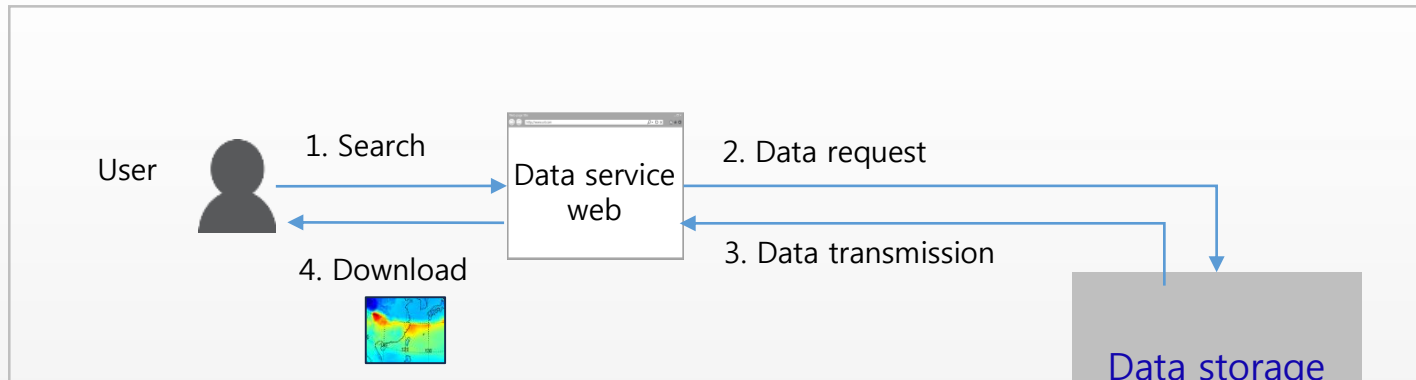 User
1. Search
Data service
web
2. Data request
3. Data transmission
4. Download
Data storage